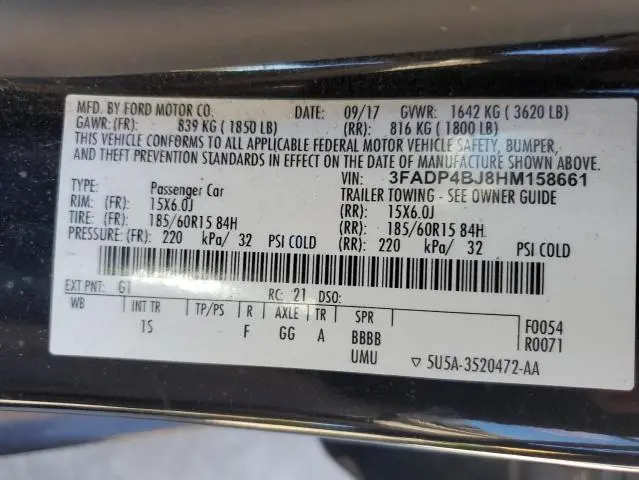 MFD. BY FORD MOTOR CO. DATE: 09/17 GVWR: 1642 KG ( 3620 LB)
GAWR: (FR): 839 KG ( 1850 LB) (RR): 816 KG ( 1800 LB)
THIS VEHICLE CONFORMS TO ALL APPLICABLE FEDERAL MOTOR VEHICLE SAFETY, BUMPER,
AND THEFT PREVENTION STANDARDS IN EFFECT ON THE DATE OF MANUFACTURE SHOWN ABOVE.
VIN: 3FADP4BJ8HM158661
TYPE: Passenger Car TRAILER TOWING - SEE OWNER GUIDE
RIM: (FR): 15X6.0J (RR): 15X6.0J
TIRE: (FR): 185/60R15 84H (RR): 185/60R15 84H
PRESSURE: (FR): 220 kPa/ 32 PSI COLD (RR): 220 kPa/ 32 PSI COLD
EXT PNT: G1 RC: 21 DSO:
WB INT TR TP/PS R AXLE TR SPR
1S F GG A BBBB
UMU
F0054
R0071
▽ 5U5A-3520472-AA